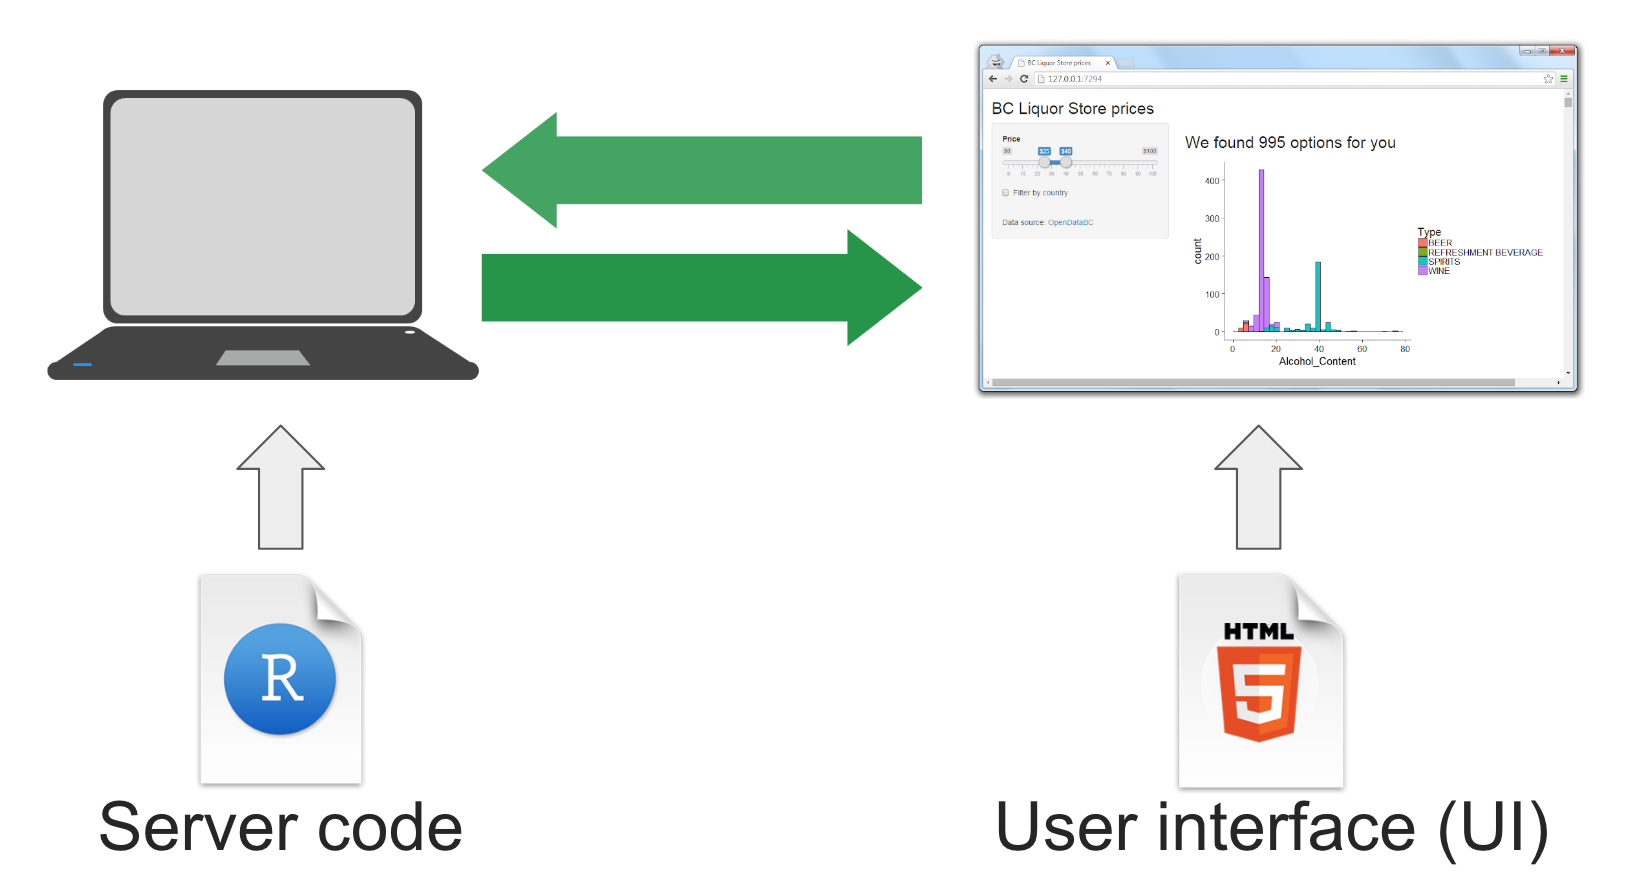 BC Liquor Store prices
127.0.0.1:7294
BC Liquor Store prices
Price
$0 $25 $40 $100
0 10 20 30 40 50 60 70 80 90 100
Filter by country
Data source: OpenDataBC
We found 995 options for you
400
300
200
100
0
count
0 20 40 60 80
Alcohol_Content
Type
BEER
REFRESHMENT BEVERAGE
SPIRITS
WINE
R
HTML
5
Server code
User interface (UI)